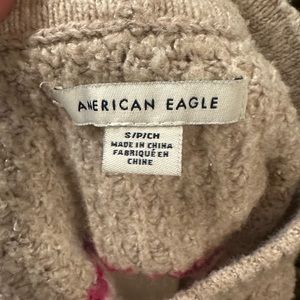 AMERICAN EAGLE
S/P/CH
MADE IN CHINA
FABRIQUÉ EN
CHINE